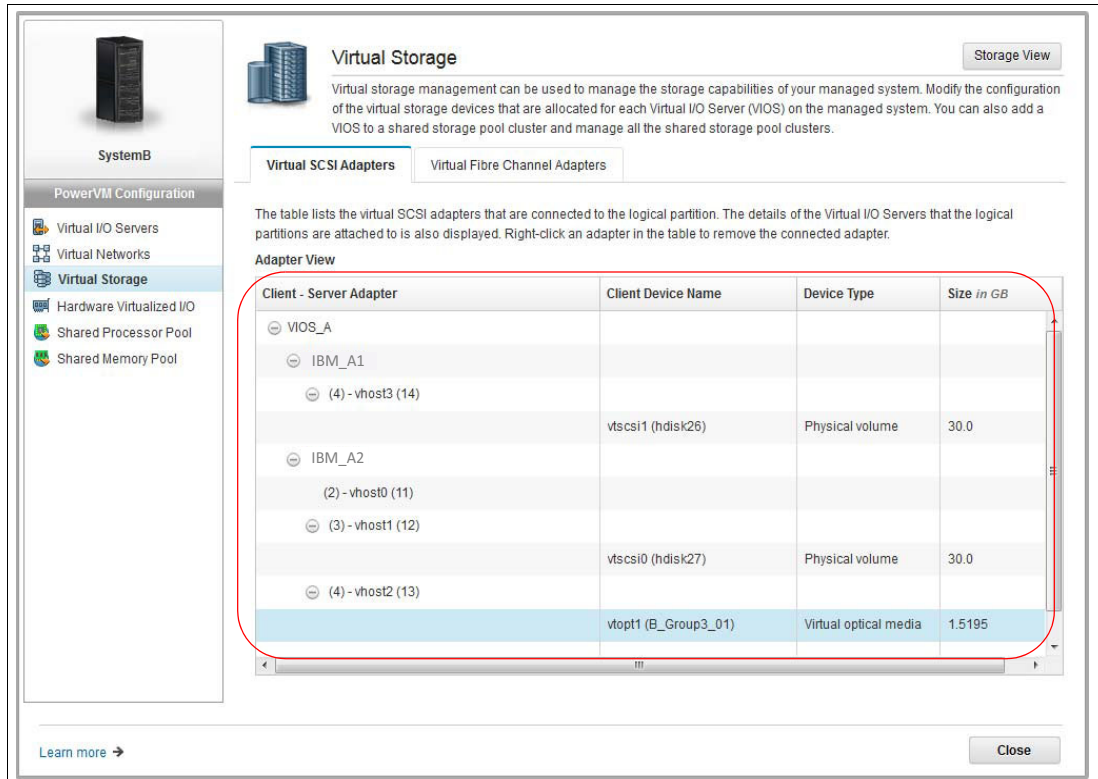 SystemB
PowerVM Configuration
Virtual I/O Servers
Virtual Networks
Virtual Storage
Hardware Virtualized I/O
Shared Processor Pool
Shared Memory Pool
Virtual Storage
Storage View
Virtual storage management can be used to manage the storage capabilities of your managed system. Modify the configuration
of the virtual storage devices that are allocated for each Virtual I/O Server (VIOS) on the managed system. You can also add a
VIOS to a shared storage pool cluster and manage all the shared storage pool clusters.
Virtual SCSI Adapters Virtual Fibre Channel Adapters
The table lists the virtual SCSI adapters that are connected to the logical partition. The details of the Virtual I/O Servers that the logical
partitions are attached to is also displayed. Right-click an adapter in the table to remove the connected adapter.
Adapter View
Client - Server Adapter Client Device Name Device Type Size in GB
VIOS_A
IBM_A1
(4) - vhost3 (14)
vtscsi1 (hdisk26) Physical volume 30.0
IBM_A2
(2) - vhost0 (11)
(3) - vhost1 (12)
vtscsi0 (hdisk27) Physical volume 30.0
(4) - vhost2 (13)
vtopt1 (B_Group3_01) Virtual optical media 1.5195
Learn more →
Close